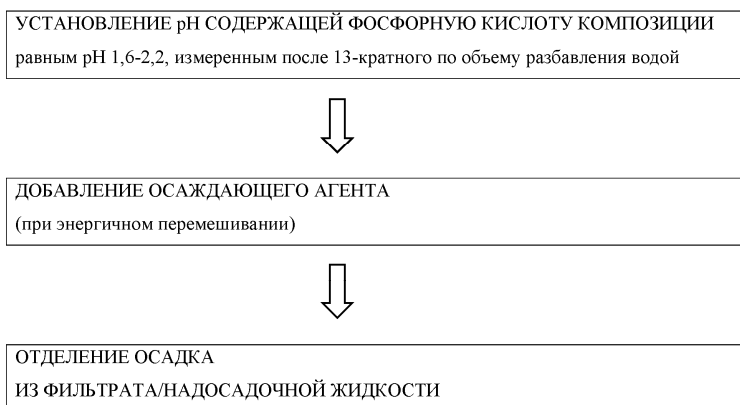 УСТАНОВЛЕНИЕ pH СОДЕРЖАЩЕЙ ФОСФОРНУЮ КИСЛОТУ КОМПОЗИЦИИ
равным pH 1,6-2,2, измеренным после 13-кратного по объему разбавления водой
ДОБАВЛЕНИЕ ОСАЖДАЮЩЕГО АГЕНТА
(при энергичном перемешивании)
ОТДЕЛЕНИЕ ОСАДКА
ИЗ ФИЛЬТРАТА/НАДОСАДОЧНОЙ ЖИДКОСТИ